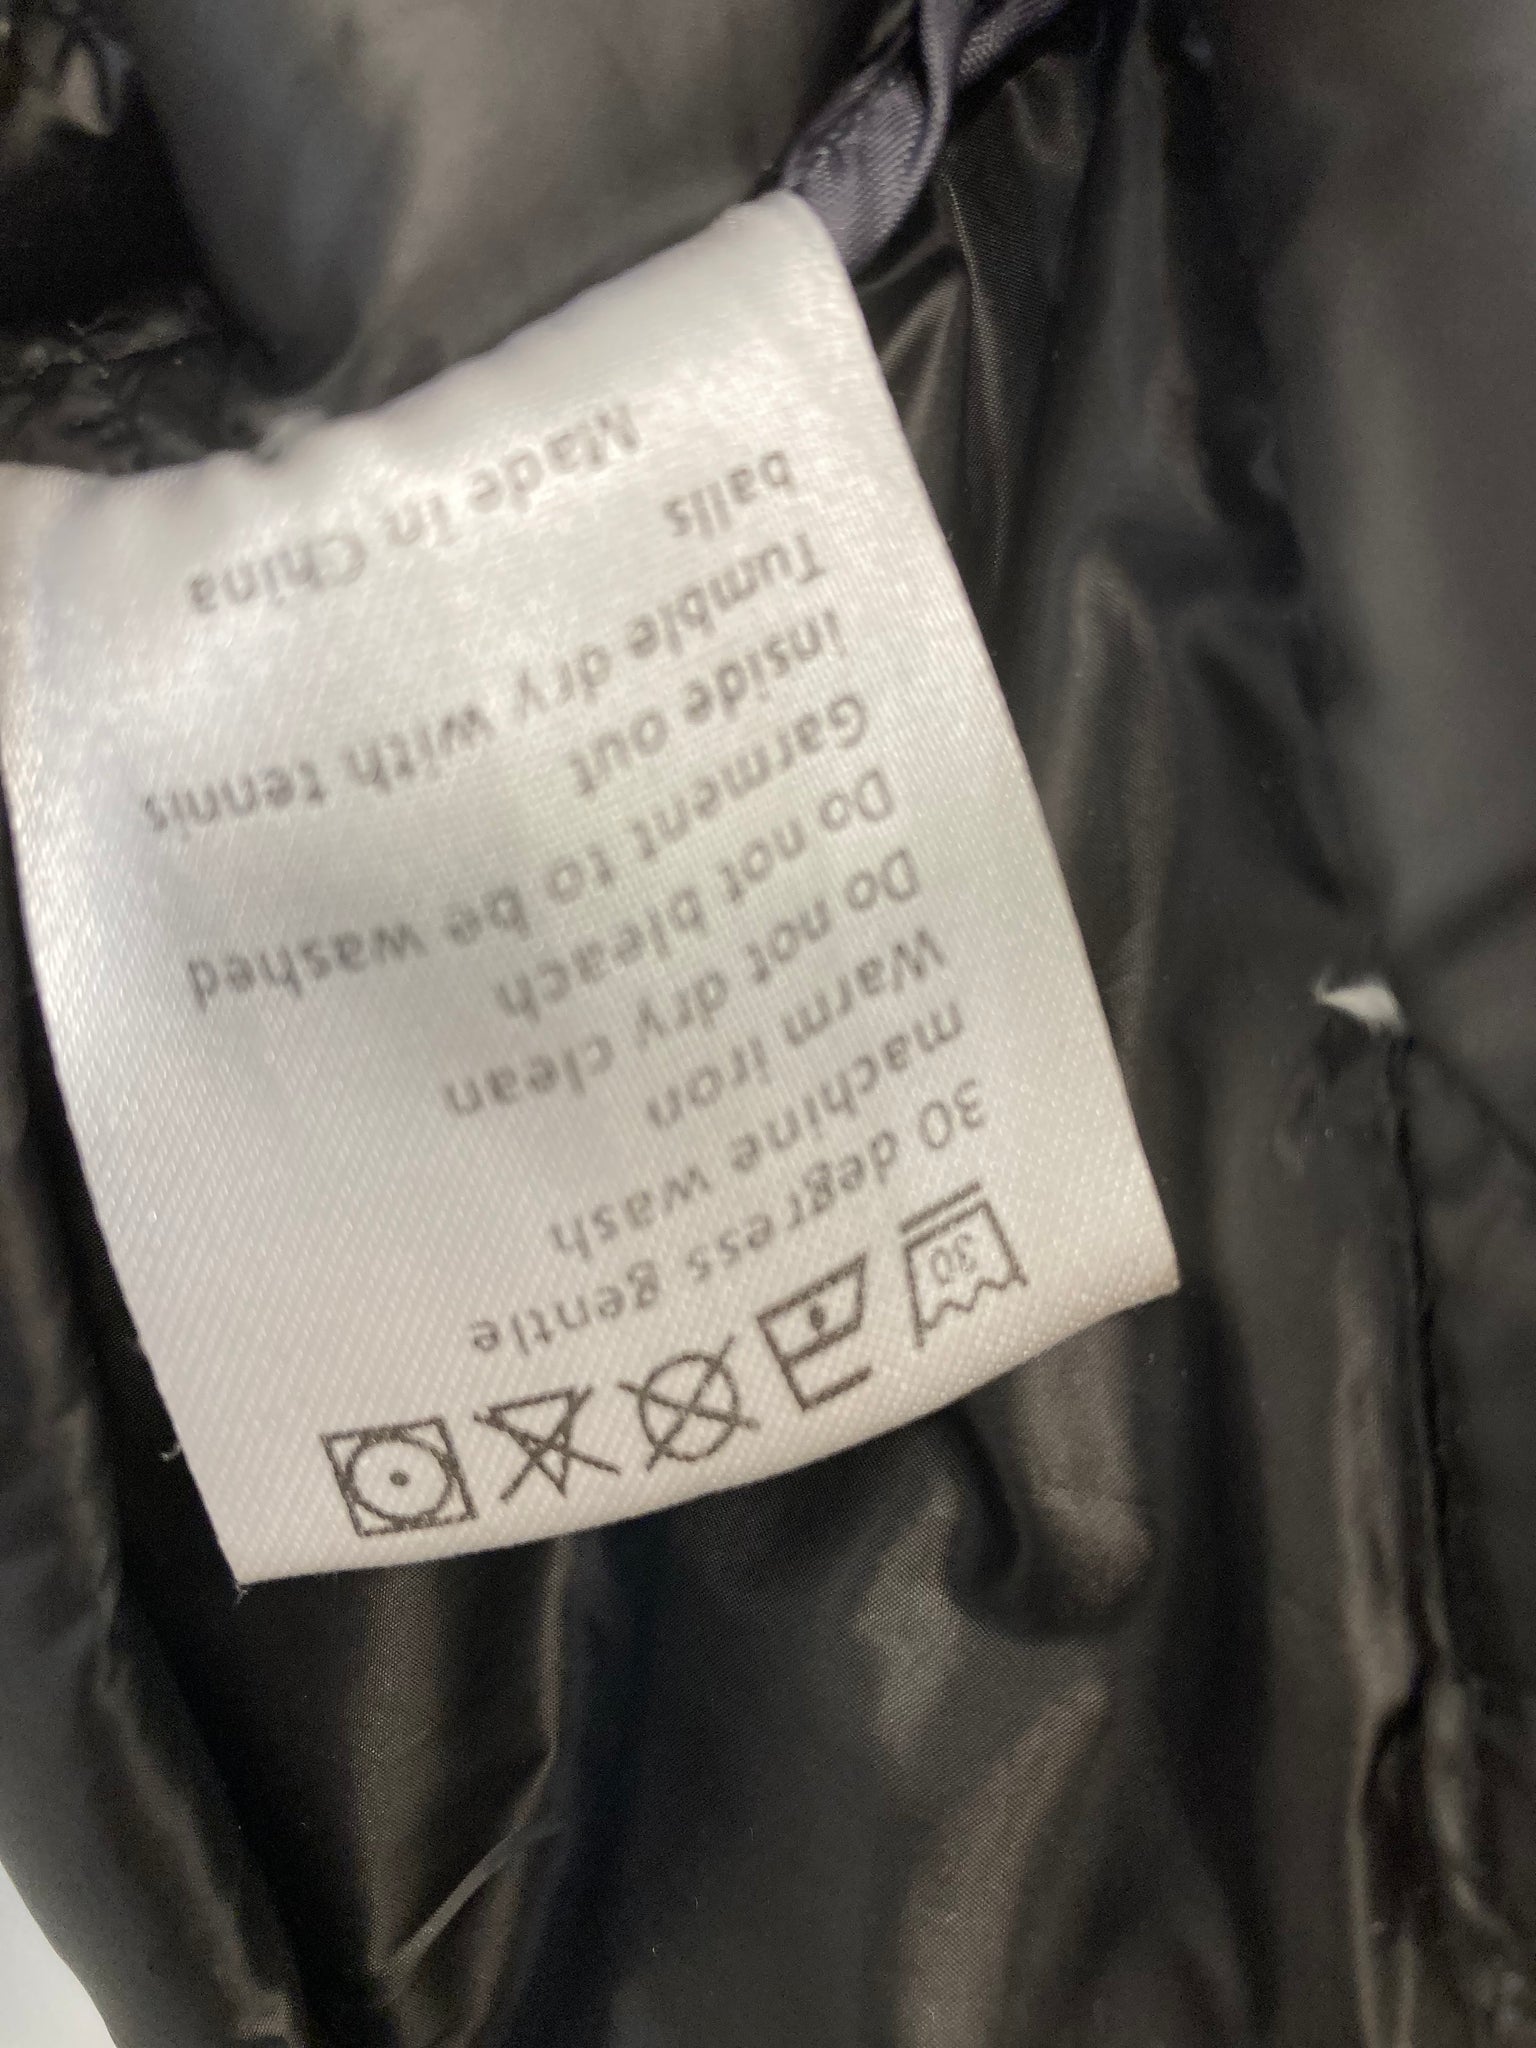 30
30 degress gentle
machine wash
Warm iron
Do not dry clean
Do not bleach
Garment to be washed
inside out
Tumble dry with tennis
balls
Made in China